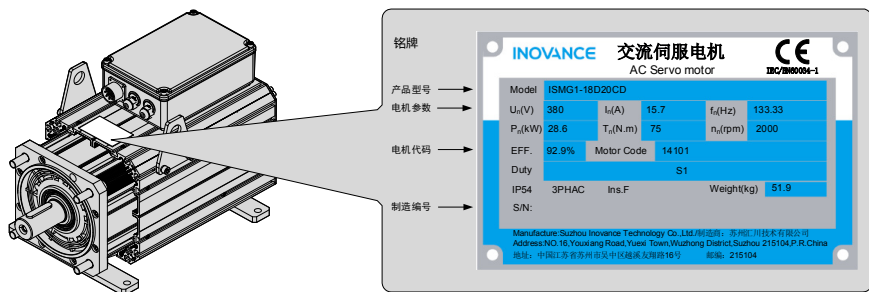 铭牌
INOVANCE 交流伺服电机
AC Servo motor
CE
IEC/EN60034-1
产品型号
Model ISMG1-18D20CD
电机参数
Un(V) 380 In(A) 15.7 fn(Hz) 133.33
Pn(kW) 28.6 Tn(N.m) 75 nn(rpm) 2000
电机代码
EFF. 92.9% Motor Code 14101
Duty S1
IP54 3PHAC Ins.F Weight(kg) 51.9
制造编号
S/N:
Manufacture:Suzhou Inovance Technology Co.,Ltd./制造商：苏州汇川技术有限公司
Address:NO.16,Youxiang Road,Yuexi Town,Wuzhong District,Suzhou 215104,P.R.China
地址：中国江苏省苏州市吴中区越溪友翔路16号 邮编：215104